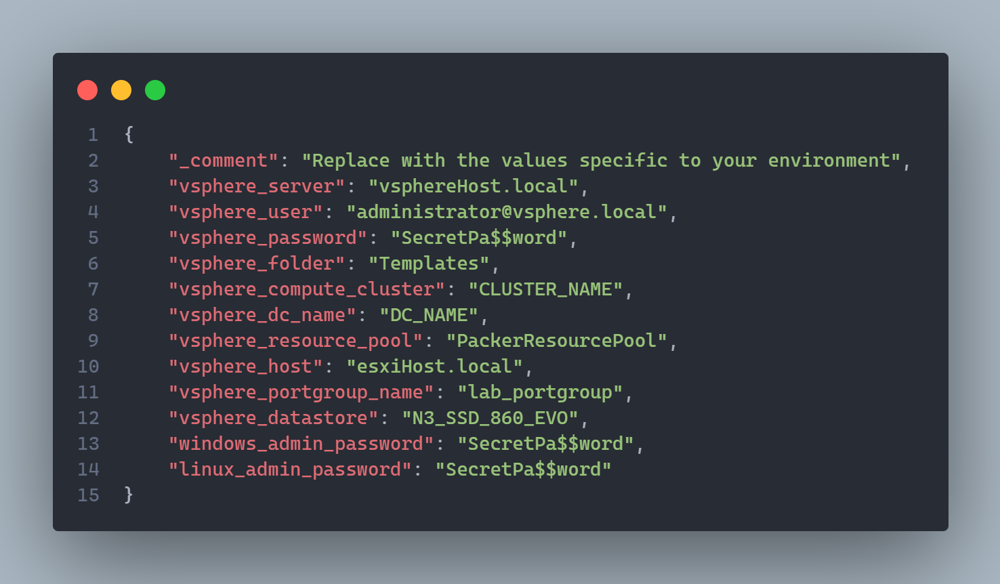 1 {
2 "_comment": "Replace with the values specific to your environment",
3 "vsphere_server": "vsphereHost.local",
4 "vsphere_user": "administrator@vsphere.local",
5 "vsphere_password": "SecretPa$$word",
6 "vsphere_folder": "Templates",
7 "vsphere_compute_cluster": "CLUSTER_NAME",
8 "vsphere_dc_name": "DC_NAME",
9 "vsphere_resource_pool": "PackerResourcePool",
10 "vsphere_host": "esxiHost.local",
11 "vsphere_portgroup_name": "lab_portgroup",
12 "vsphere_datastore": "N3_SSD_860_EVO",
13 "windows_admin_password": "SecretPa$$word",
14 "linux_admin_password": "SecretPa$$word"
15 }